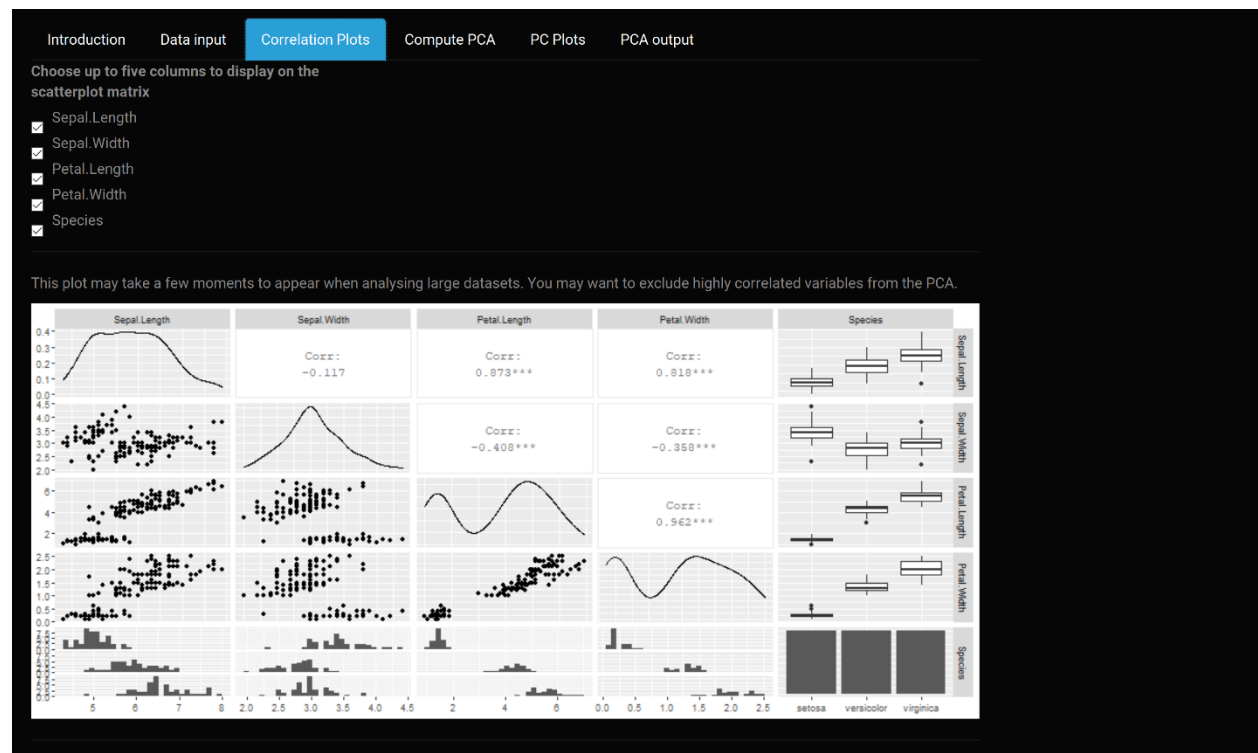 Introduction Data input Correlation Plots Compute PCA PC Plots PCA output
Choose up to five columns to display on the
scatterplot matrix
Sepal.Length
Sepal.Width
Petal.Length
Petal.Width
Species
This plot may take a few moments to appear when analysing large datasets. You may want to exclude highly correlated variables from the PCA.
Sepal.Length Sepal.Width Petal.Length Petal.Width Species
0.4
0.3
0.2
0.1
0.0
Corr:
-0.117
Corr:
0.873***
Corr:
0.818***
Sepal.Length
4.5
4.0
3.5
3.0
2.5
2.0
Corr:
-0.408***
Corr:
-0.358***
Sepal.Width
6
4
2
Corr:
0.962***
Petal.Length
2.5
2.0
1.5
1.0
0.5
0.0
Petal.Width
Species
5 6 7 8 2.0 2.5 3.0 3.5 4.0 4.5 2 4 6 0.0 0.5 1.0 1.5 2.0 2.5 setosa versicolor virginica